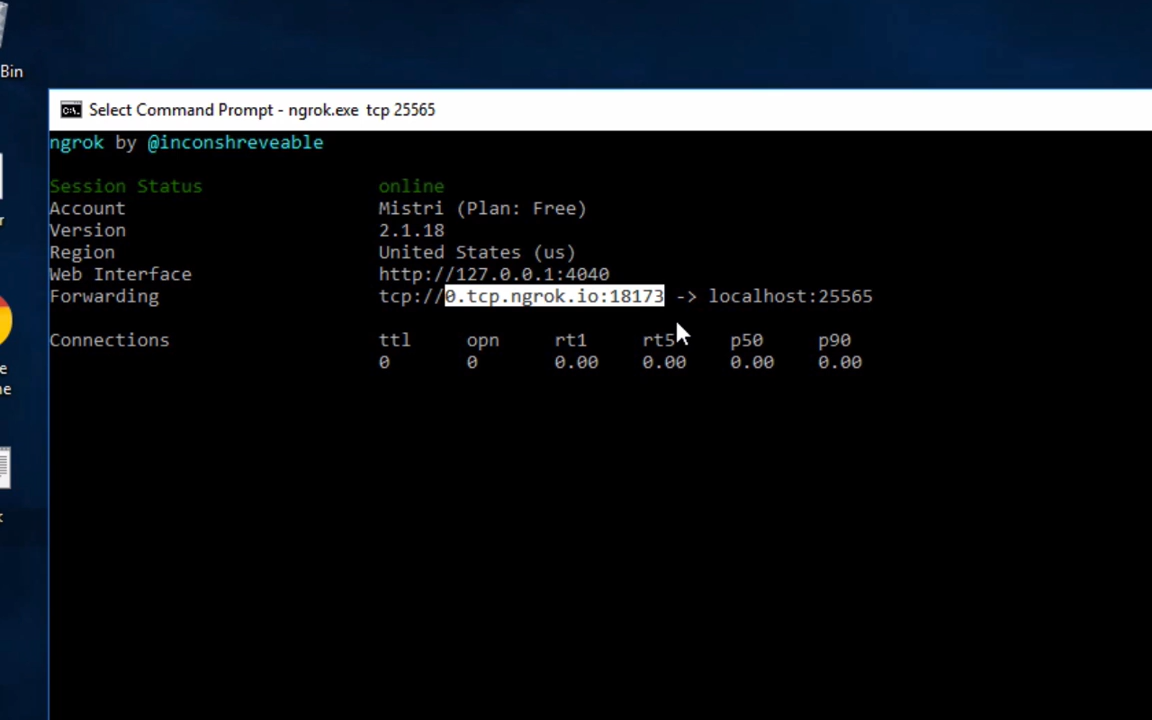 Bin
Select Command Prompt - ngrok.exe  tcp 25565
ngrok by @inconshreveable
Session Status online
Account Mistri (Plan: Free)
Version 2.1.18
Region United States (us)
Web Interface http://127.0.0.1:4040
Forwarding tcp://0.tcp.ngrok.io:18173 -> localhost:25565
Connections ttl opn rt1 rt5 p50 p90
0 0 0.00 0.00 0.00 0.00